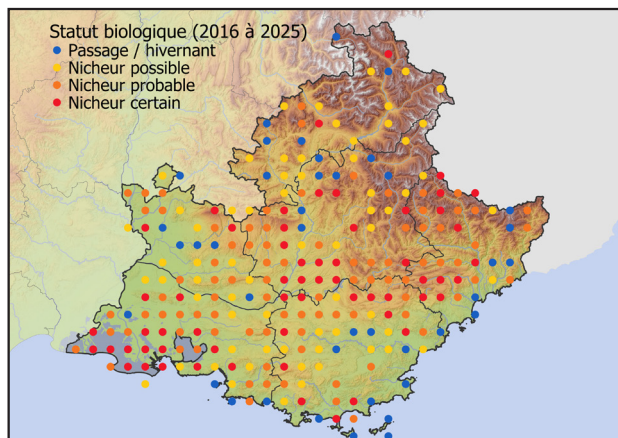 Statut biologique (2016 à 2025)
Passage / hivernant
Nicheur possible
Nicheur probable
Nicheur certain